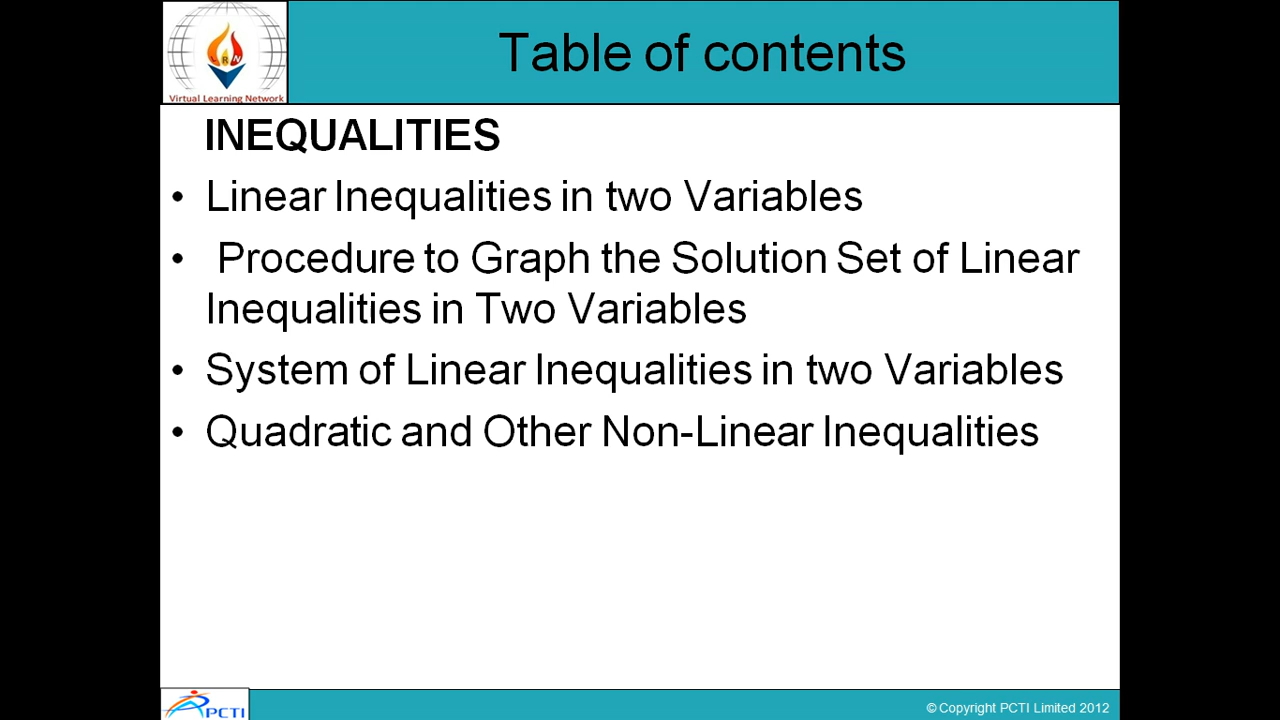 Table of contents
Virtual Learning Network
INEQUALITIES
• Linear Inequalities in two Variables
• Procedure to Graph the Solution Set of Linear
Inequalities in Two Variables
• System of Linear Inequalities in two Variables
• Quadratic and Other Non-Linear Inequalities
PCTI
© Copyright PCTI Limited 2012